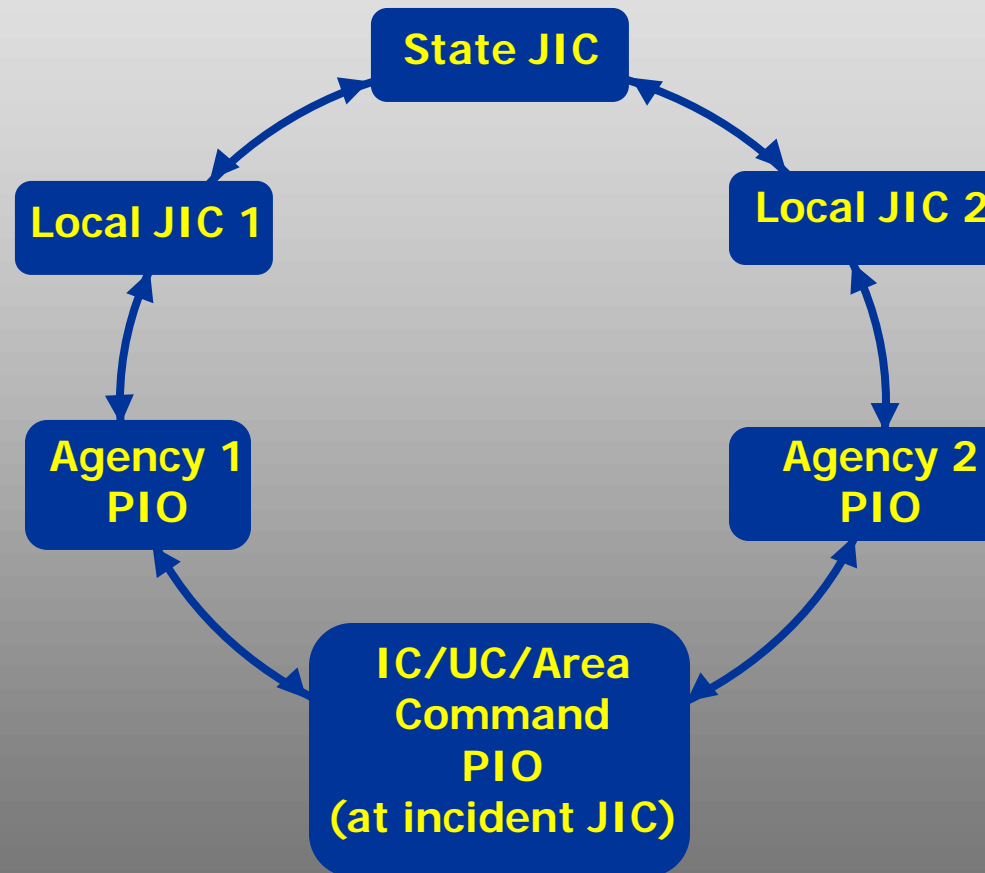 State JIC
Local JIC 1
Local JIC 2
Agency 1
PIO
Agency 2
PIO
IC/UC/Area
Command
PIO
(at incident JIC)